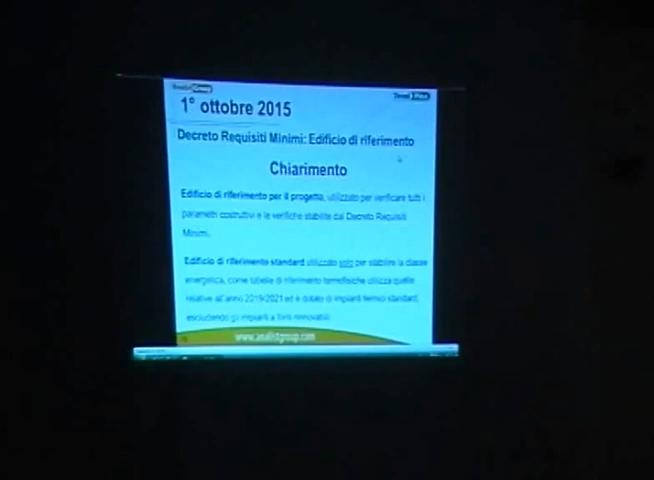 Analist Group
1° ottobre 2015
Decreto Requisiti Minimi: Edificio di riferimento
Chiarimento
Edificio di riferimento per il progetto, utilizzato per verificare tutti i
parametri costruttivi e le verifiche stabilite dal Decreto Requisiti
Minimi.
Edificio di riferimento standard utilizzato solo per stabilire la classe
energetica, come tabelle di riferimento termofisiche utilizza quelle
relative all'anno 2019/2021 ed è dotato di impianti termici standard,
escludendo gli impianti a fonti rinnovabili.
www.analistgroup.com